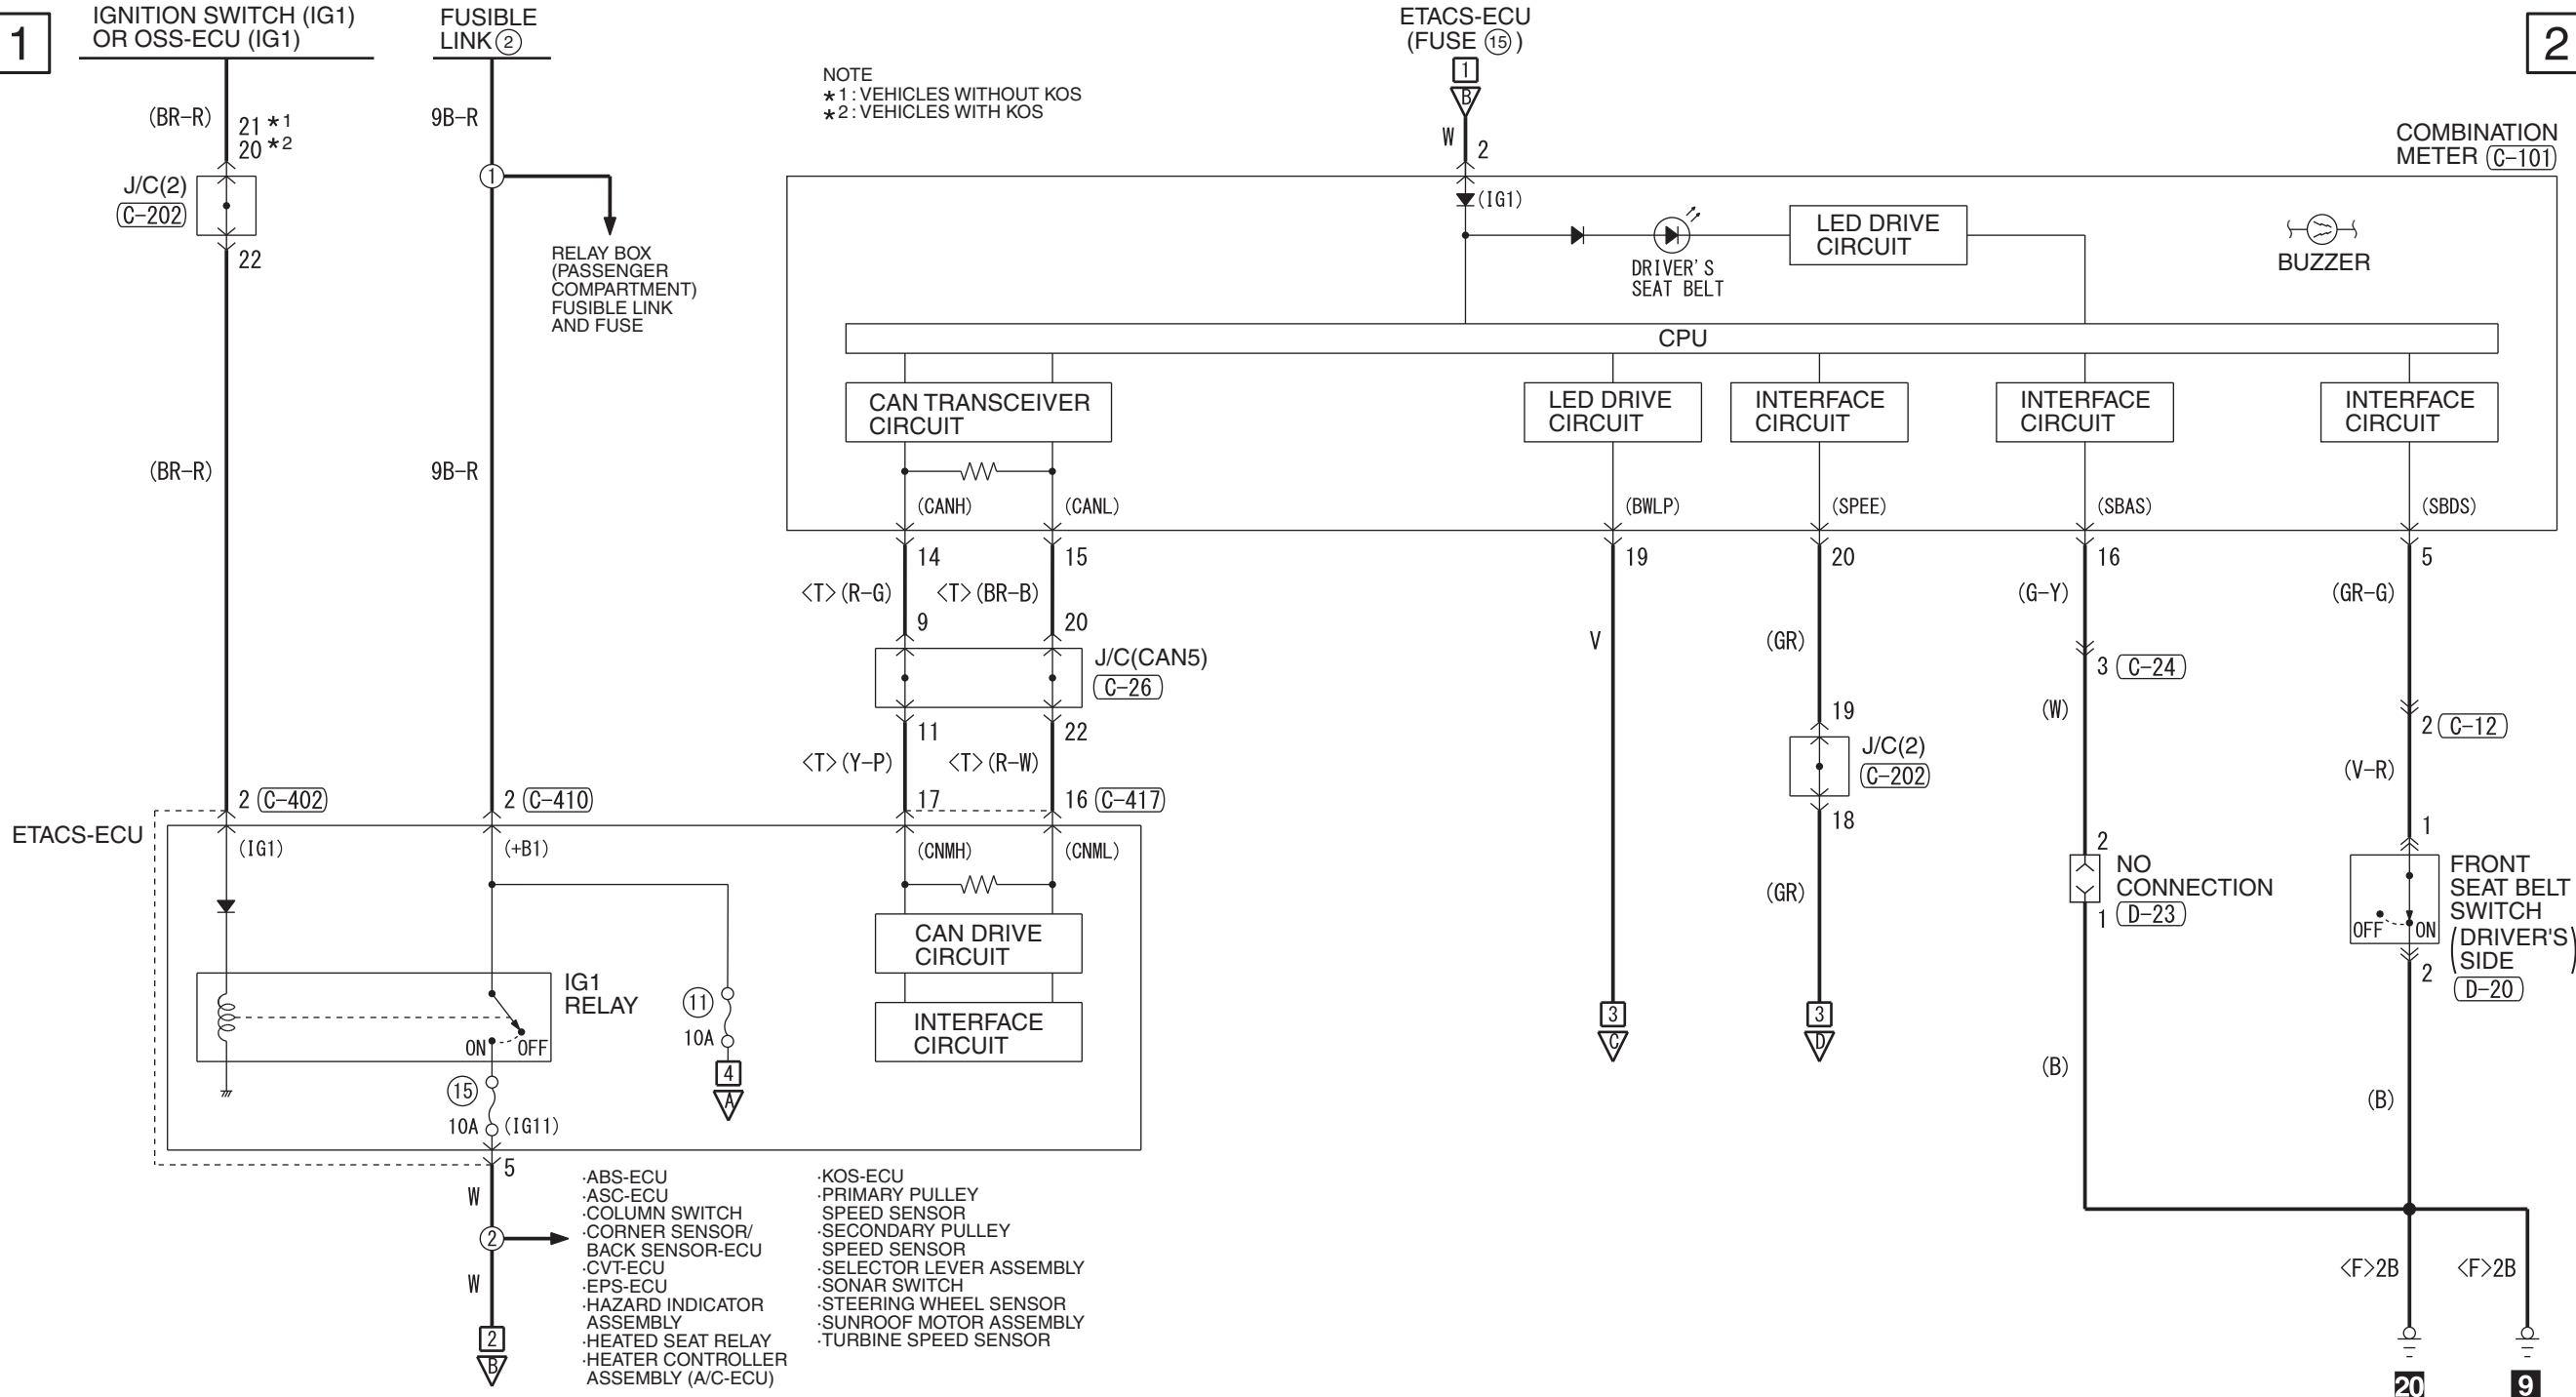 1
IGNITION SWITCH (IG1)
OR OSS-ECU (IG1)
FUSIBLE
LINK ②
ETACS-ECU
(FUSE ⑮)
2
NOTE
*1: VEHICLES WITHOUT KOS
*2: VEHICLES WITH KOS
1
B
W
2
COMBINATION
METER C-101
(BR-R)
21 *1
20 *2
9B-R
J/C(2)
C-202
22
1
RELAY BOX
(PASSENGER
COMPARTMENT)
FUSIBLE LINK
AND FUSE
(IG1)
DRIVER'S
SEAT BELT
LED DRIVE
CIRCUIT
BUZZER
CPU
CAN TRANSCEIVER
CIRCUIT
LED DRIVE
CIRCUIT
INTERFACE
CIRCUIT
INTERFACE
CIRCUIT
INTERFACE
CIRCUIT
(BR-R)
9B-R
(CANH)
(CANL)
(BWLP)
(SPEE)
(SBAS)
(SBDS)
14
15
19
20
16
5
<T>(R-G)
<T>(BR-B)
(G-Y)
(GR-G)
9
20
V
(GR)
J/C(CAN5)
C-26
3 C-24
(W)
19
2 C-12
11
22
<T>(Y-P)
<T>(R-W)
J/C(2)
C-202
(V-R)
2 C-402
2 C-410
17
16 C-417
18
1
ETACS-ECU
(IG1)
(+B1)
(CNMH)
(CNML)
2
NO
CONNECTION
1 D-23
(GR)
FRONT
SEAT BELT
SWITCH
(DRIVER'S
SIDE)
D-20
OFF
ON
2
CAN DRIVE
CIRCUIT
IG1
RELAY
⑪
10A
INTERFACE
CIRCUIT
ON
OFF
3
C
3
D
4
A
⑮
10A
(IG11)
(B)
(B)
5
W
2
W
2
B
·ABS-ECU
·ASC-ECU
·COLUMN SWITCH
·CORNER SENSOR/
BACK SENSOR-ECU
·CVT-ECU
·EPS-ECU
·HAZARD INDICATOR
ASSEMBLY
·HEATED SEAT RELAY
·HEATER CONTROLLER
ASSEMBLY (A/C-ECU)
·KOS-ECU
·PRIMARY PULLEY
SPEED SENSOR
·SECONDARY PULLEY
SPEED SENSOR
·SELECTOR LEVER ASSEMBLY
·SONAR SWITCH
·STEERING WHEEL SENSOR
·SUNROOF MOTOR ASSEMBLY
·TURBINE SPEED SENSOR
<F>2B
<F>2B
20
9